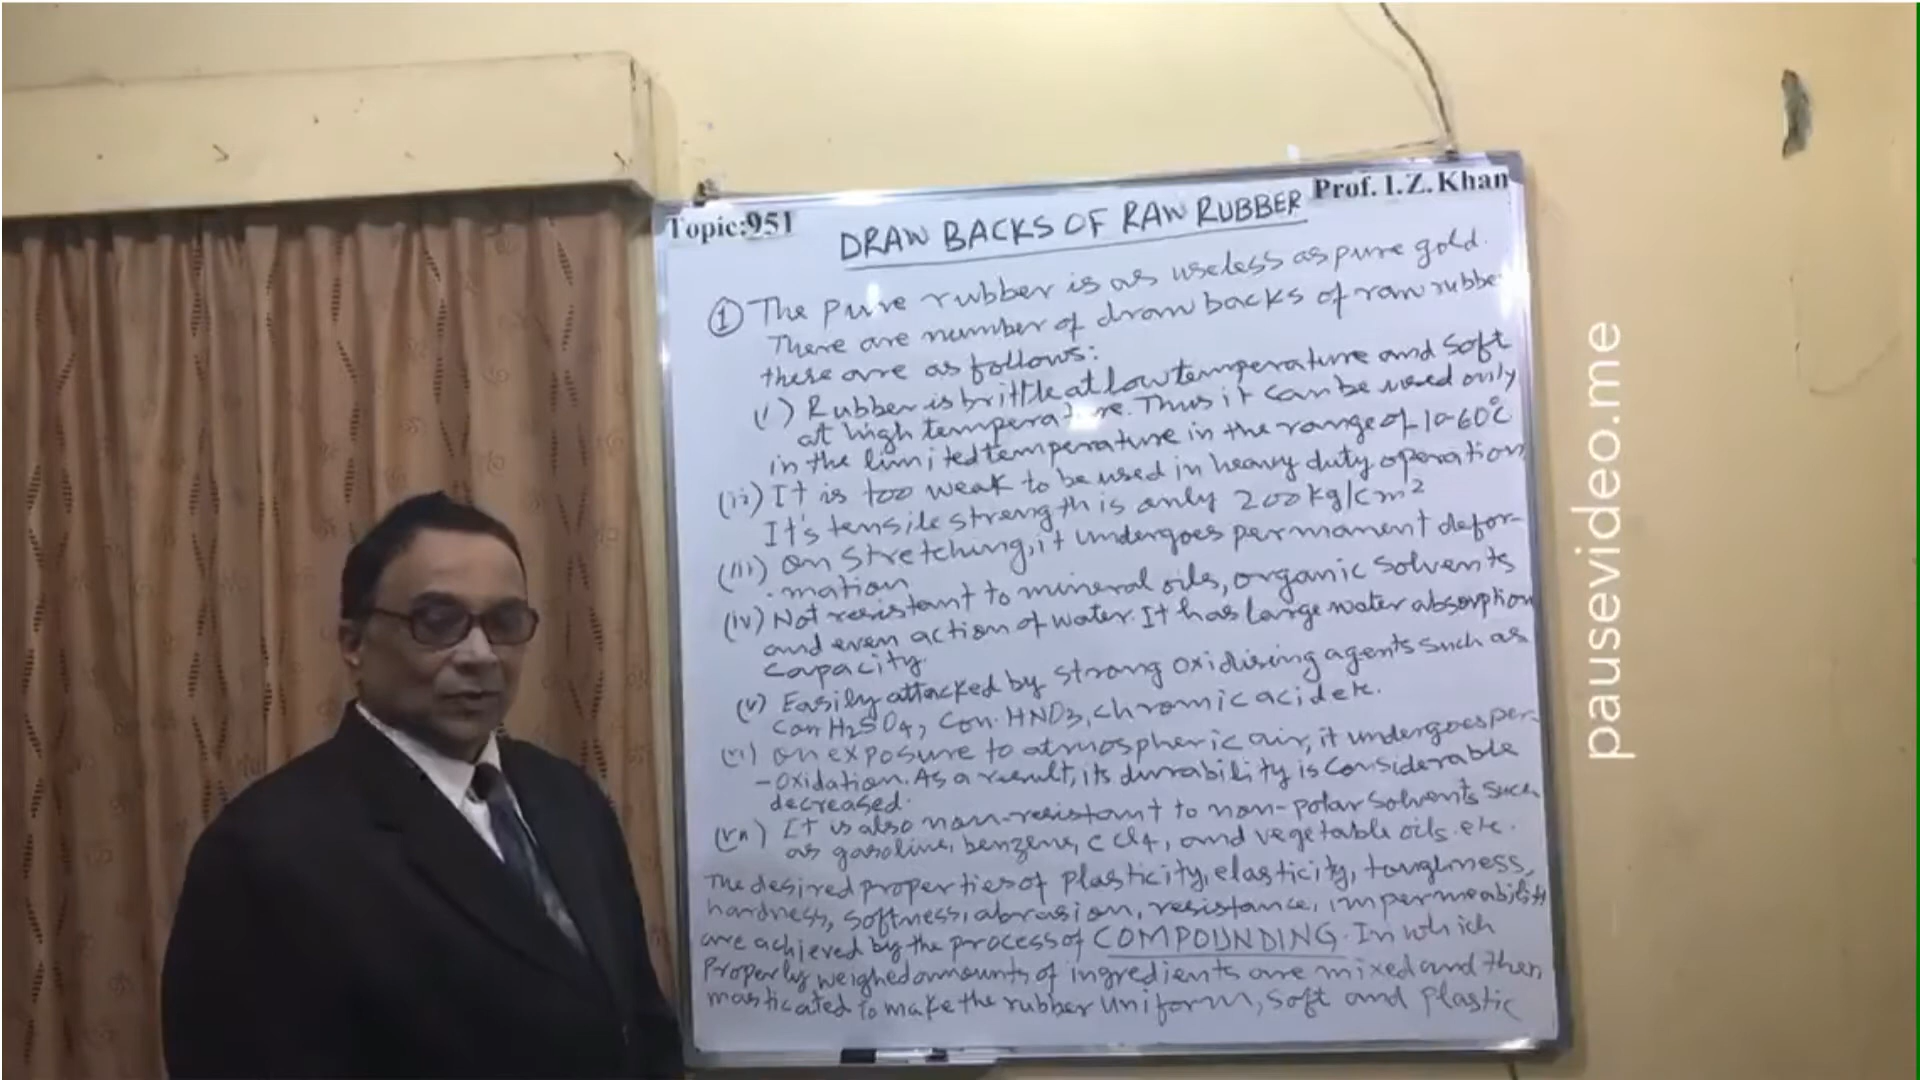 Topic:951
Prof. I.Z. Khan
DRAW BACKS OF RAW RUBBER
① The pure rubber is as useless as pure gold.
There are number of draw backs of raw rubbe
these are as follows:
(i) Rubber is brittle at low temperature and soft
at high temperature. Thus it can be used only
in the limited temperature in the range of 10-60°C
(ii) It is too weak to be used in heavy duty operation
It's tensile strength is only 200kg/cm²
(iii) On stretching, it undergoes permanent defor-
mation
(iv) Not resistant to mineral oils, organic solvents
and even action of water. It has large water absorption
capacity.
(v) Easily attacked by strong oxidising agents such as
Con H₂SO₄, Con. HNO₃, chromic acid etc.
(vi) On exposure to atmospheric air, it undergoes per-
-oxidation. As a result, its durability is considerable
decreased.
(vii) It is also non-resistant to non-polar solvents such
as gasoline, benzene, CCl₄, and vegetable oils. etc.
The desired properties of plasticity, elasticity, toughness,
hardness, softness, abrasion, resistance, impermeability
are achieved by the process of COMPOUNDING. In which
Properly weighed amounts of ingredients are mixed and then
masticated to make the rubber uniform, soft and plastic
pausevideo.me